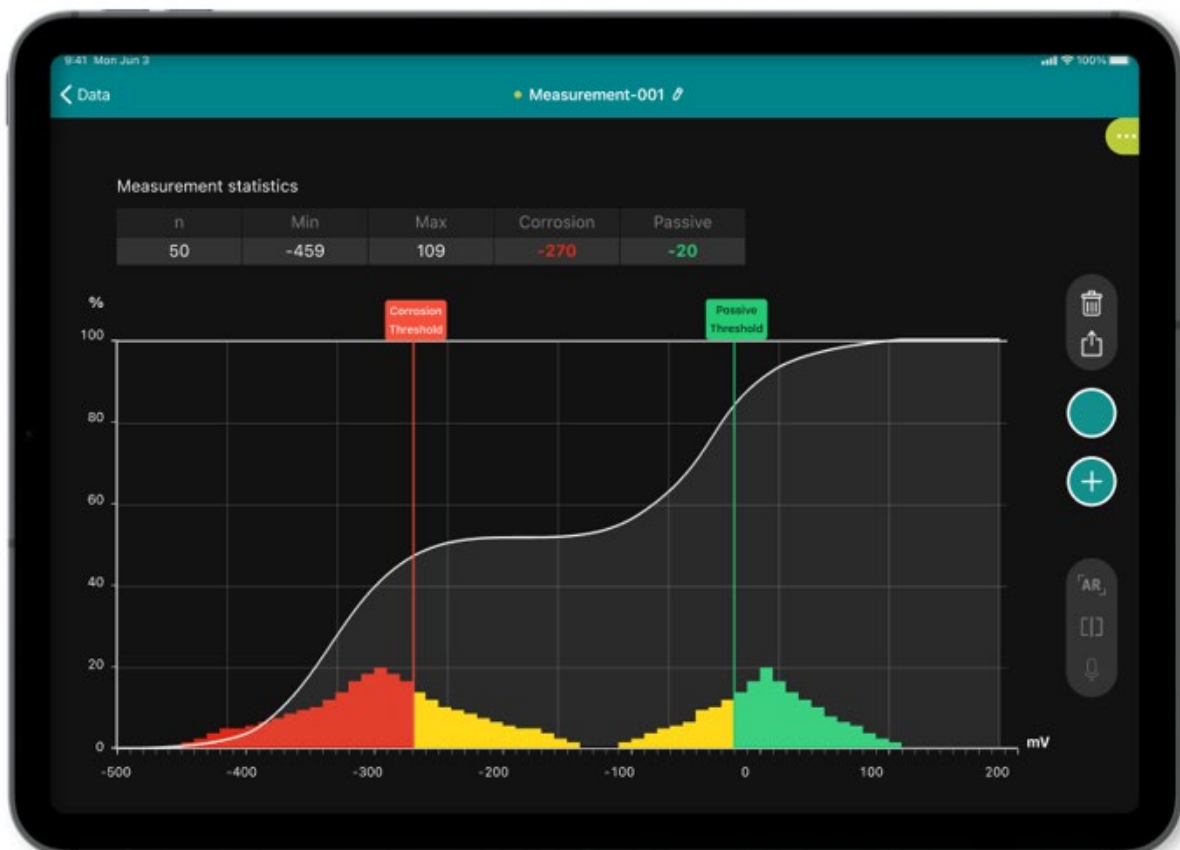 9:41 Mon Jun 3
100%
Data
Measurement-001
Measurement statistics
n Min Max Corrosion Passive
50 -459 109 -270 -20
%
Corrosion
Threshold
Passive
Threshold
100
80
60
40
20
0
mV
-500 -400 -300 -200 -100 0 100 200
AR